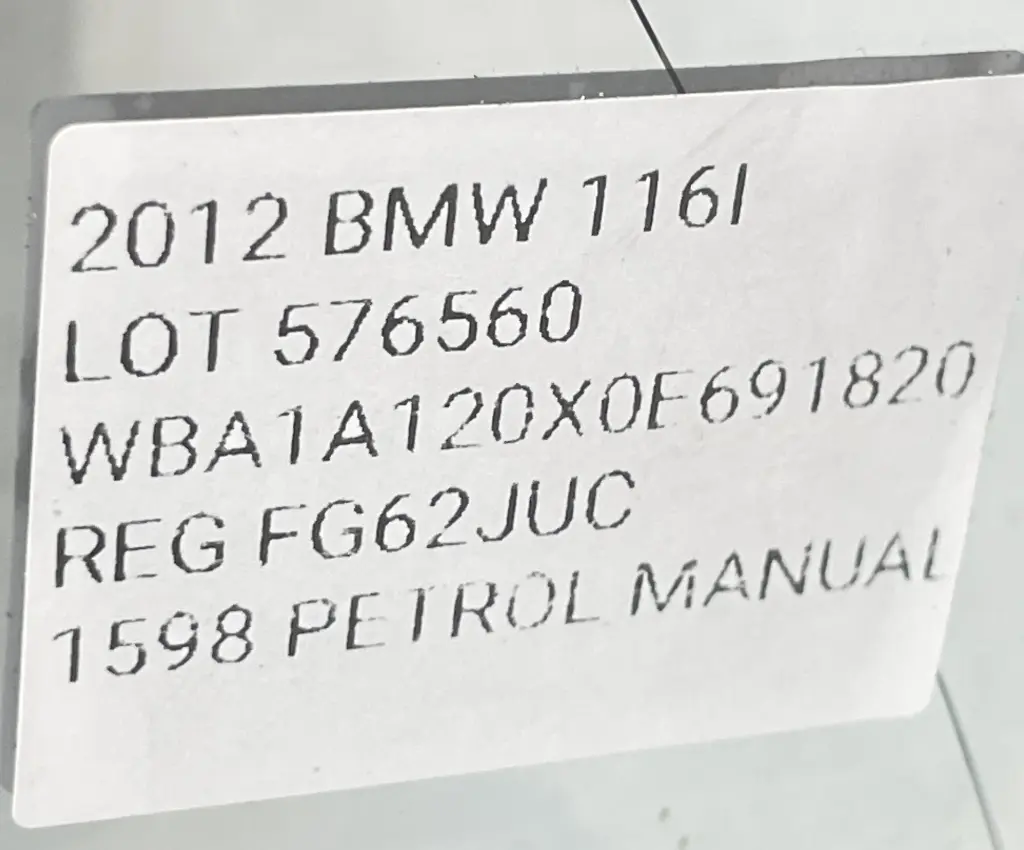 2012 BMW 116I
LOT 576560
WBA1A120X0E691820
REG FG62JUC
1598 PETROL MANUAL